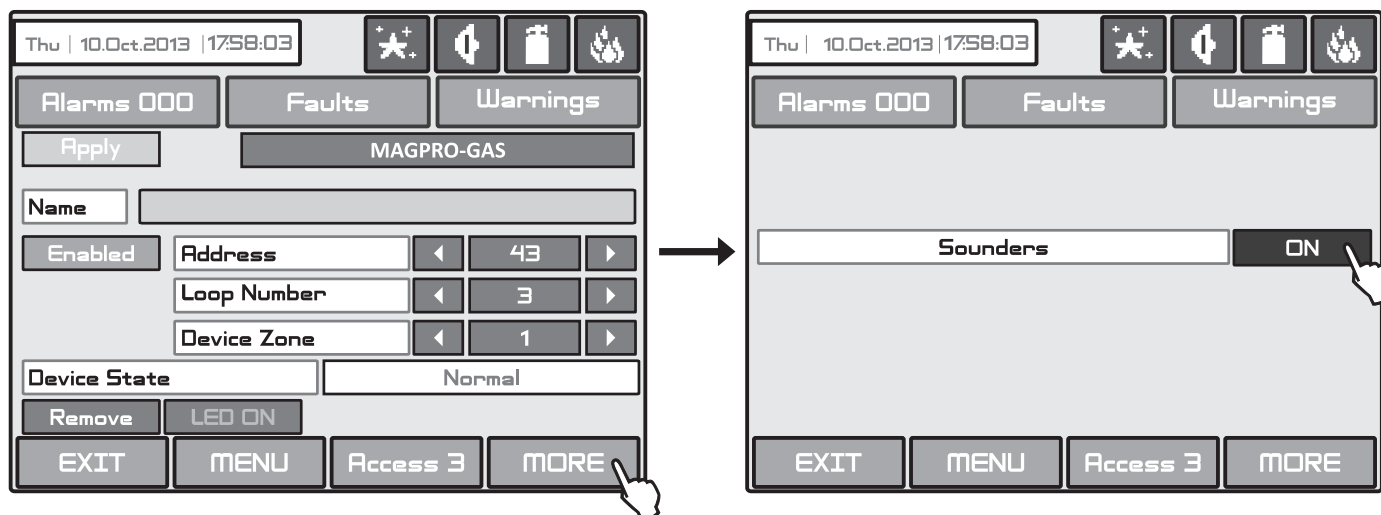 Thu | 10.Oct.2013 | 17:58:03
Alarms 000 Faults Warnings
Apply MAGPRO-GAS
Name
Enabled Address 43
Loop Number 3
Device Zone 1
Device State Normal
Remove LED ON
EXIT MENU Access 3 MORE
Thu | 10.Oct.2013 | 17:58:03
Alarms 000 Faults Warnings
Sounders ON
EXIT MENU Access 3 MORE